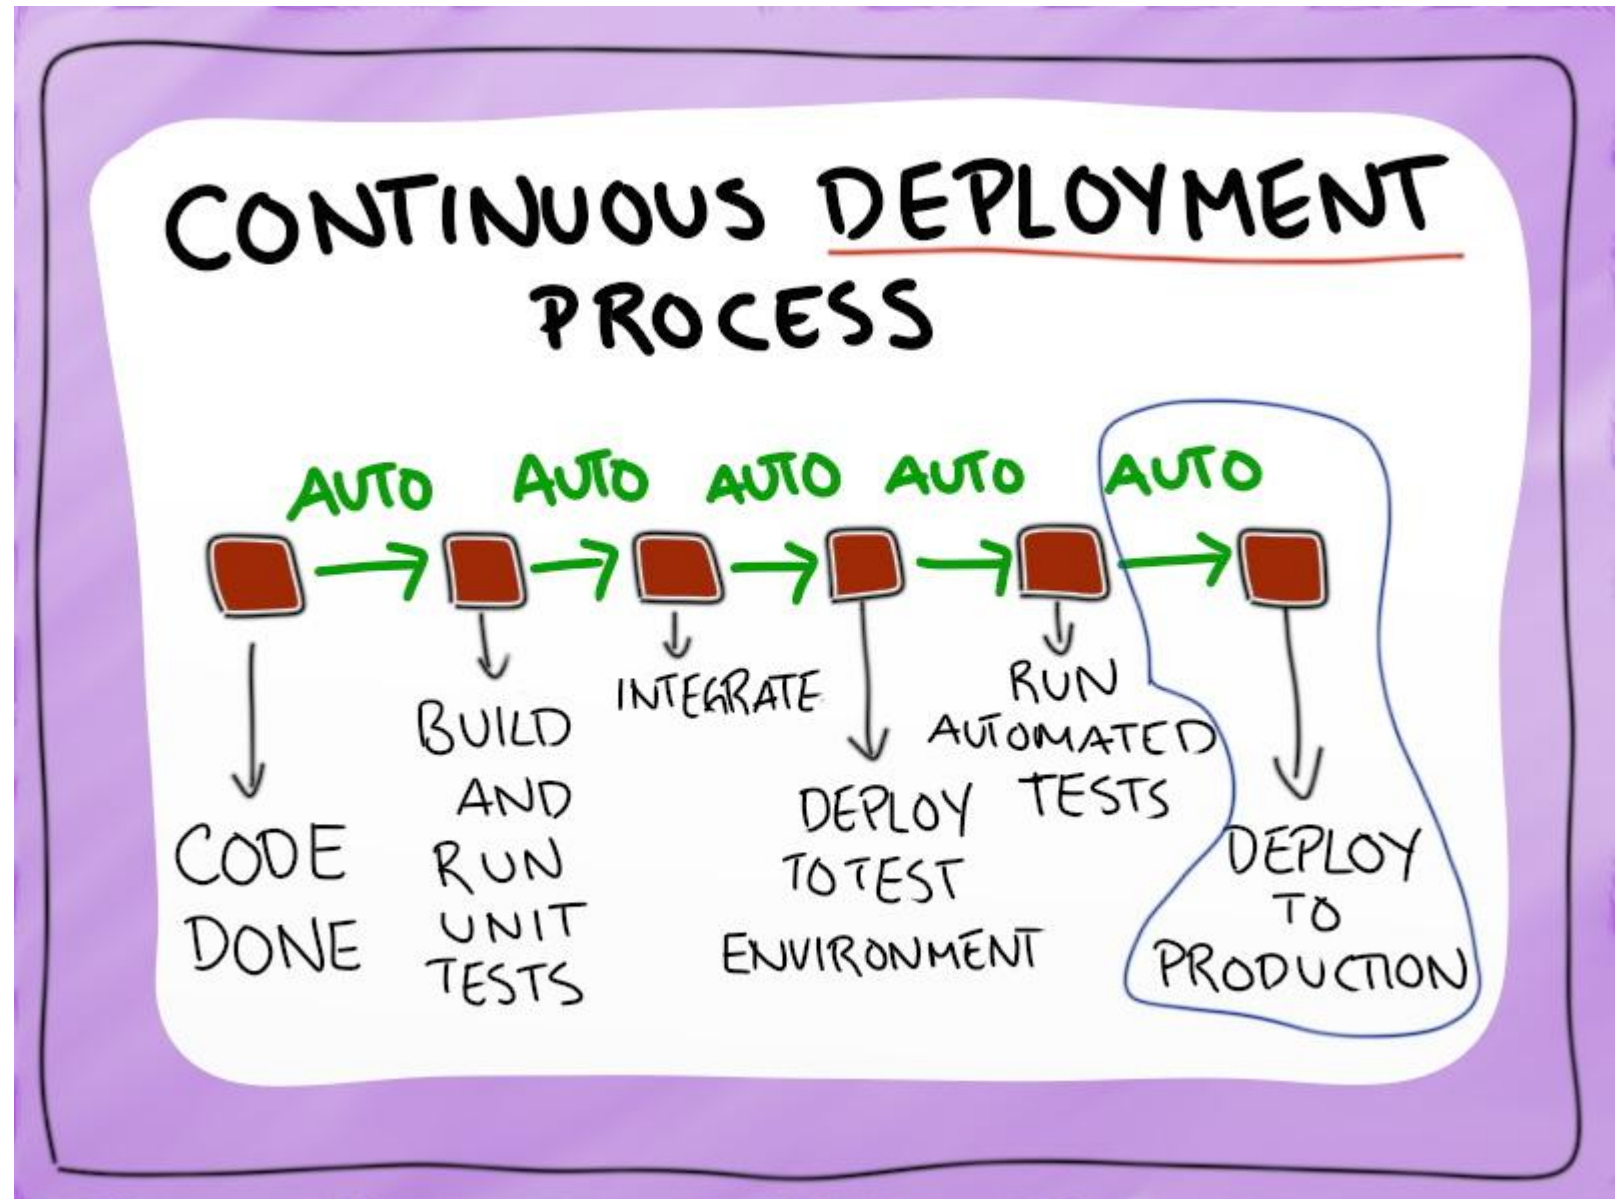 CONTINUOUS DEPLOYMENT
PROCESS
AUTO AUTO AUTO AUTO AUTO
CODE
DONE
BUILD
AND
RUN
UNIT
TESTS
INTEGRATE
DEPLOY
TO TEST
ENVIRONMENT
RUN
AUTOMATED
TESTS
DEPLOY
TO
PRODUCTION